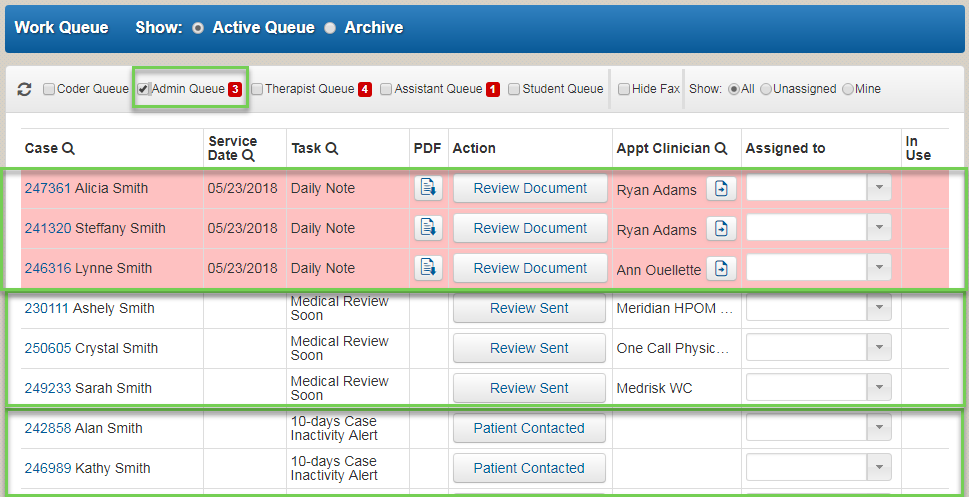 Work Queue Show: Active Queue Archive
Coder Queue Admin Queue 3 Therapist Queue 4 Assistant Queue 1 Student Queue Hide Fax Show: All Unassigned Mine
Case Service Date Task PDF Action Appt Clinician Assigned to In Use
247361 Alicia Smith 05/23/2018 Daily Note Review Document Ryan Adams
241320 Steffany Smith 05/23/2018 Daily Note Review Document Ryan Adams
246316 Lynne Smith 05/23/2018 Daily Note Review Document Ann Ouellette
230111 Ashely Smith Medical Review Soon Review Sent Meridian HPOM ...
250605 Crystal Smith Medical Review Soon Review Sent One Call Physic...
249233 Sarah Smith Medical Review Soon Review Sent Medrisk WC
242858 Alan Smith 10-days Case Inactivity Alert Patient Contacted
246989 Kathy Smith 10-days Case Inactivity Alert Patient Contacted